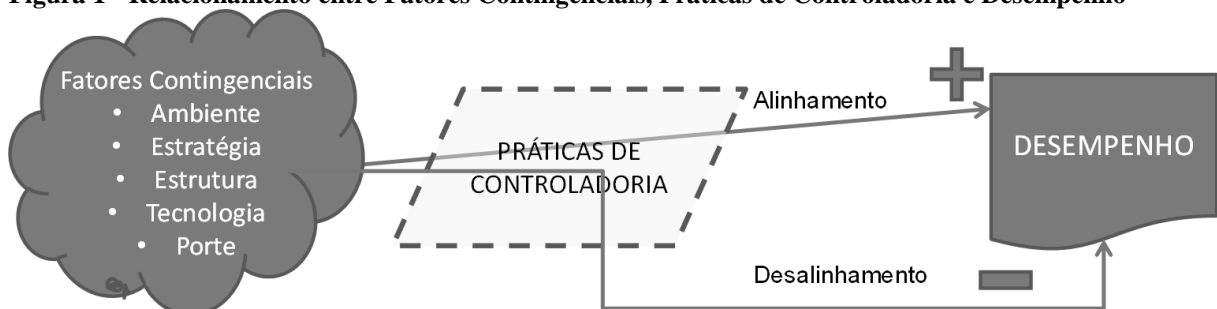 Figura 1 - Relacionamento entre Fatores Contingenciais, Práticas de Controladoria e Desempenho
Fatores Contingenciais
• Ambiente
• Estratégia
• Estrutura
• Tecnologia
• Porte
PRÁTICAS DE
CONTROLADORIA
Alinhamento
DESEMPENHO
Desalinhamento